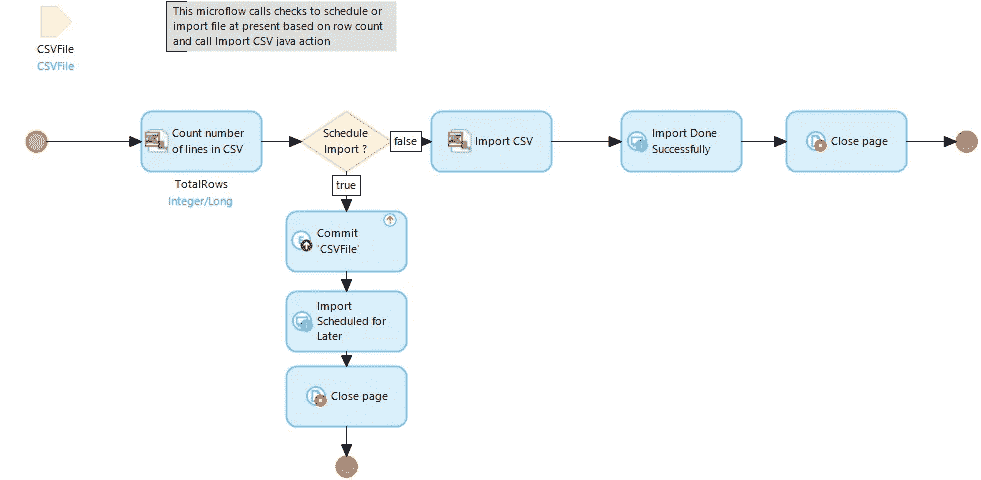 This microflow calls checks to schedule or
import file at present based on row count
and call Import CSV java action
CSVFile
CSVFile
Count number
of lines in CSV
TotalRows
Integer/Long
Schedule
Import ?
false
Import CSV
Import Done
Successfully
Close page
true
Commit
'CSVFile'
Import
Scheduled for
Later
Close page